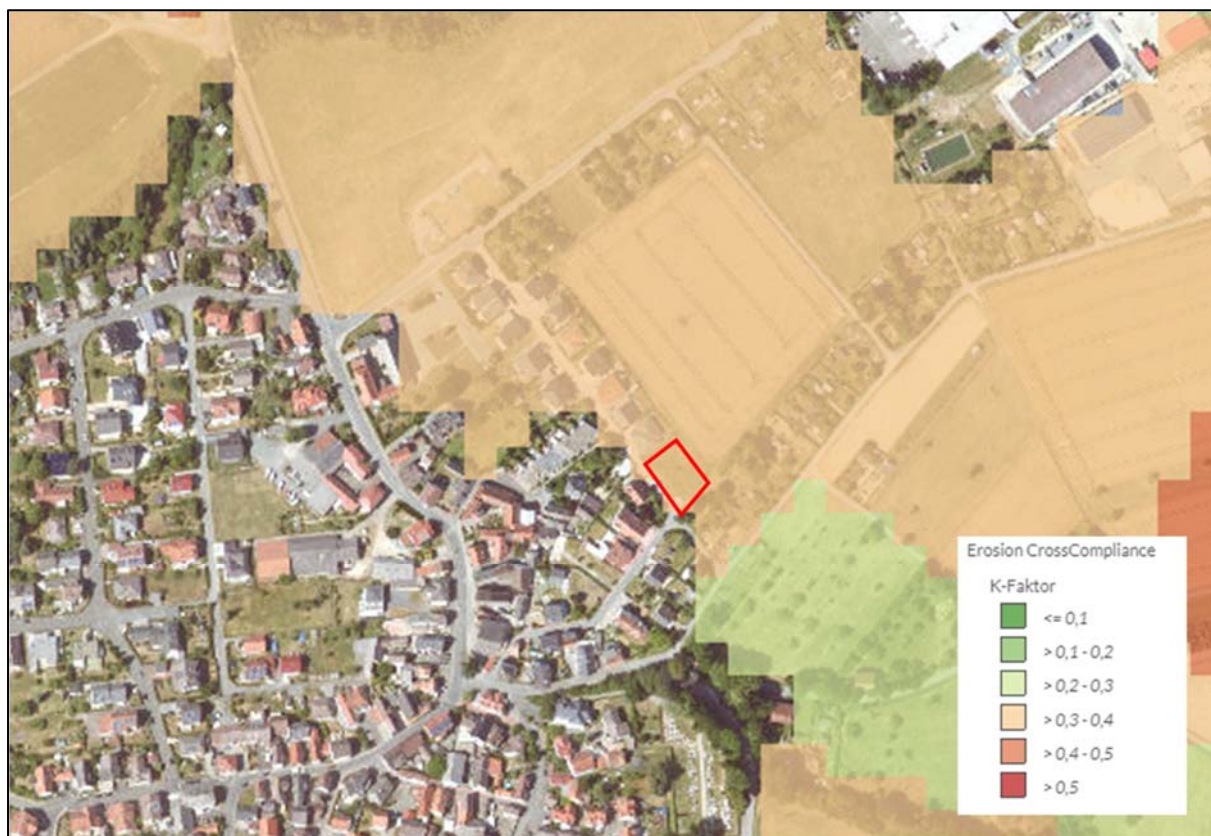 Erosion CrossCompliance
K-Faktor
<= 0,1
> 0,1 - 0,2
> 0,2 - 0,3
> 0,3 - 0,4
> 0,4 - 0,5
> 0,5